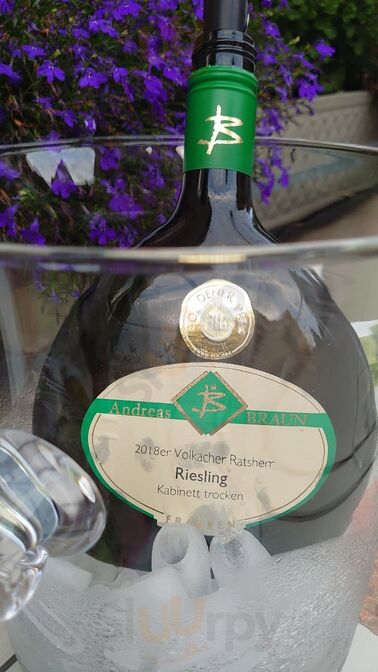 B
Andreas B BRAUN
2018er Volkacher Ratsherr
Riesling
Kabinett trocken
FRANKEN